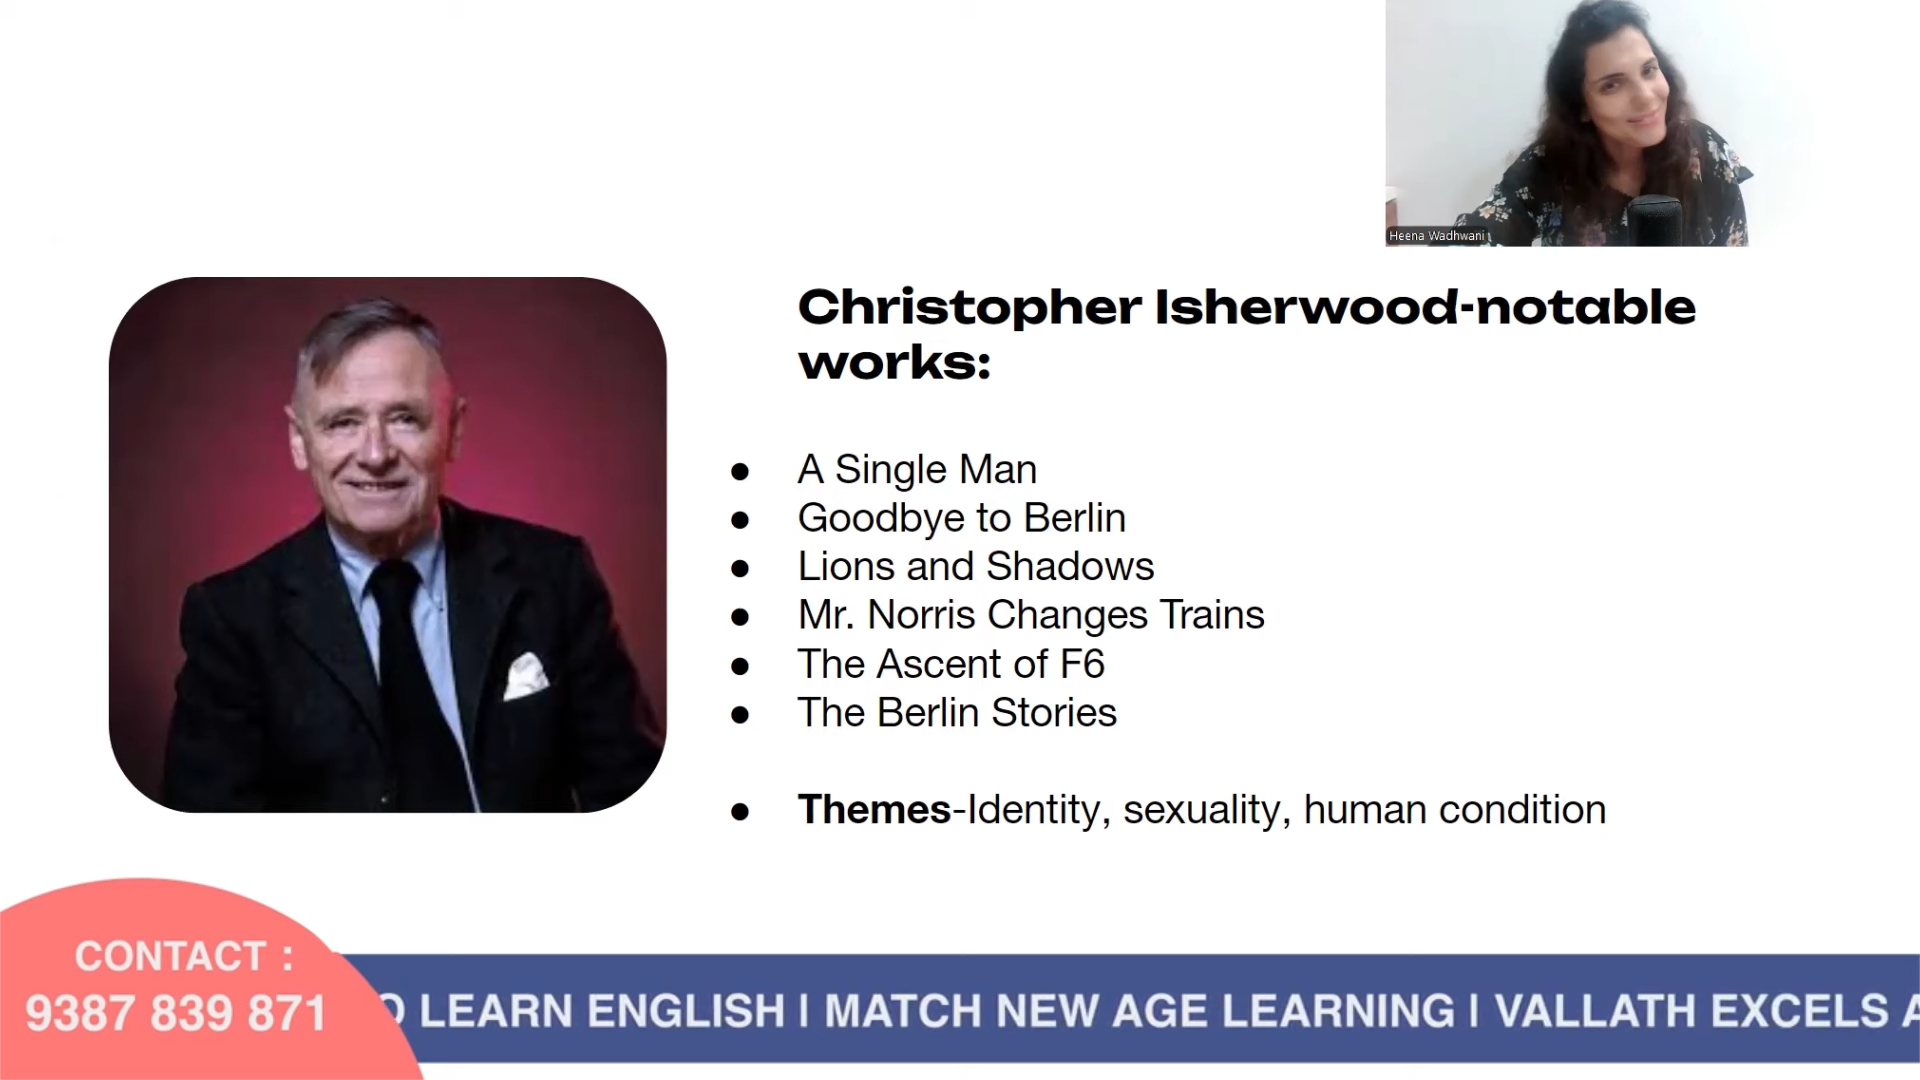 Heena Wadhwani
Christopher Isherwood-notable
works:
● A Single Man
● Goodbye to Berlin
● Lions and Shadows
● Mr. Norris Changes Trains
● The Ascent of F6
● The Berlin Stories
● Themes-Identity, sexuality, human condition
CONTACT :
9387 839 871
O LEARN ENGLISH | MATCH NEW AGE LEARNING | VALLATH EXCELS A